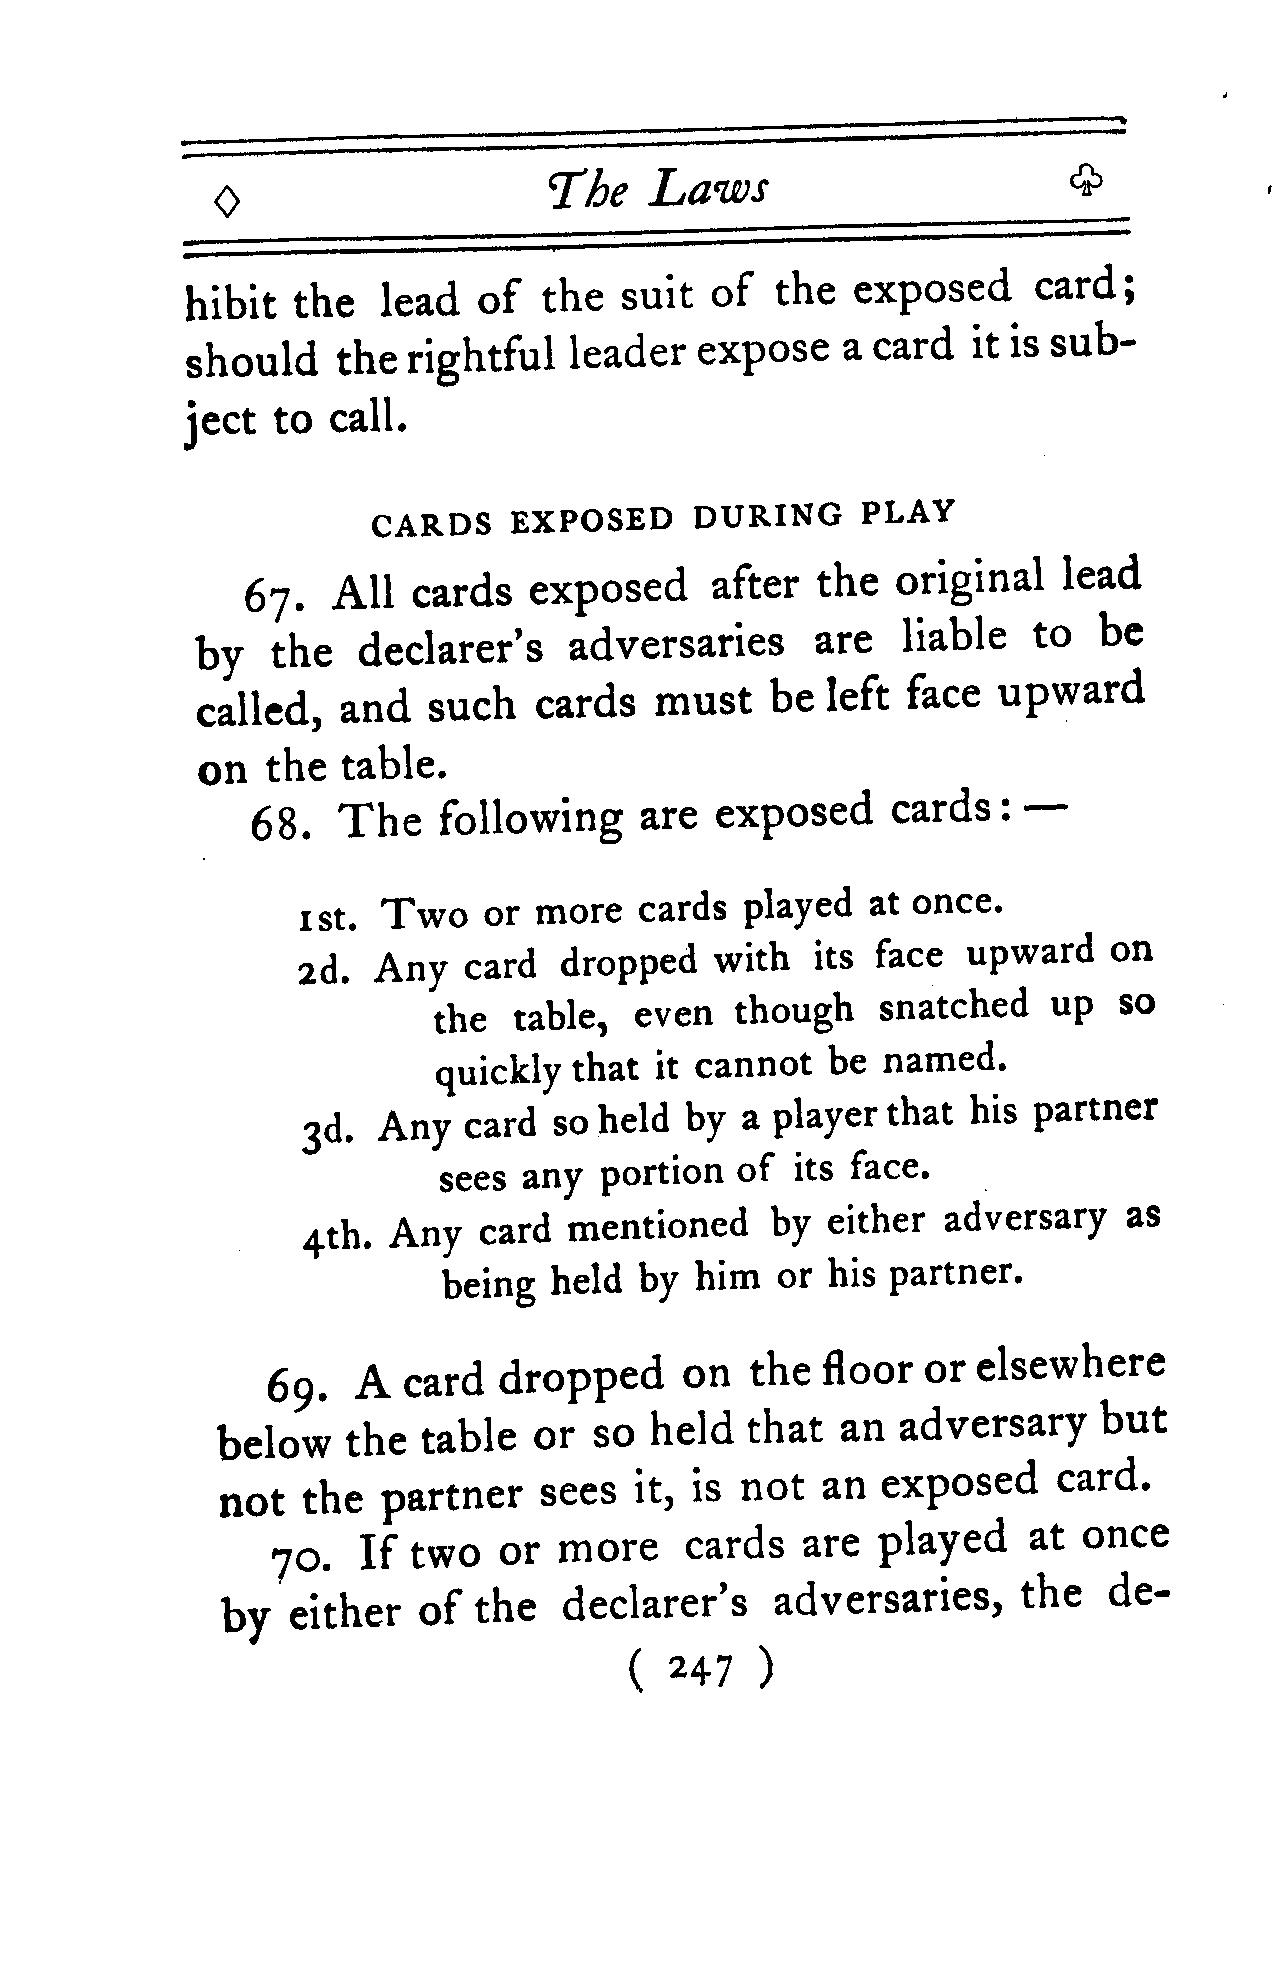 The Laws
hibit the lead of the suit of the exposed card;
should the rightful leader expose a card it is sub-
ject to call.
CARDS EXPOSED DURING PLAY
67. All cards exposed after the original lead
by the declarer's adversaries are liable to be
called, and such cards must be left face upward
on the table.
68. The following are exposed cards: —
1st. Two or more cards played at once.
2d. Any card dropped with its face upward on
the table, even though snatched up so
quickly that it cannot be named.
3d. Any card so held by a player that his partner
sees any portion of its face.
4th. Any card mentioned by either adversary as
being held by him or his partner.
69. A card dropped on the floor or elsewhere
below the table or so held that an adversary but
not the partner sees it, is not an exposed card.
70. If two or more cards are played at once
by either of the declarer's adversaries, the de-
( 247 )